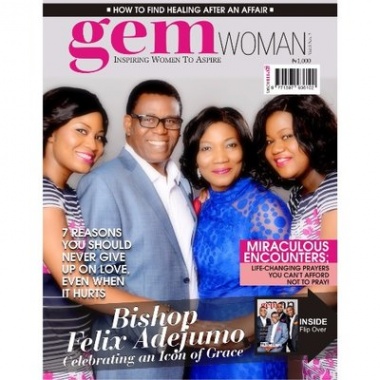 • HOW TO FIND HEALING AFTER AN AFFAIR •
gem WOMAN
INSPIRING WOMEN TO ASPIRE
₦1,000
7 REASONS
YOU SHOULD
NEVER GIVE
UP ON LOVE,
EVEN WHEN
IT HURTS
MIRACULOUS
ENCOUNTERS;
LIFE-CHANGING PRAYERS
YOU CAN'T AFFORD
NOT TO PRAY!
Bishop
Felix Adejumo
Celebrating an Icon of Grace
INSIDE
Flip Over